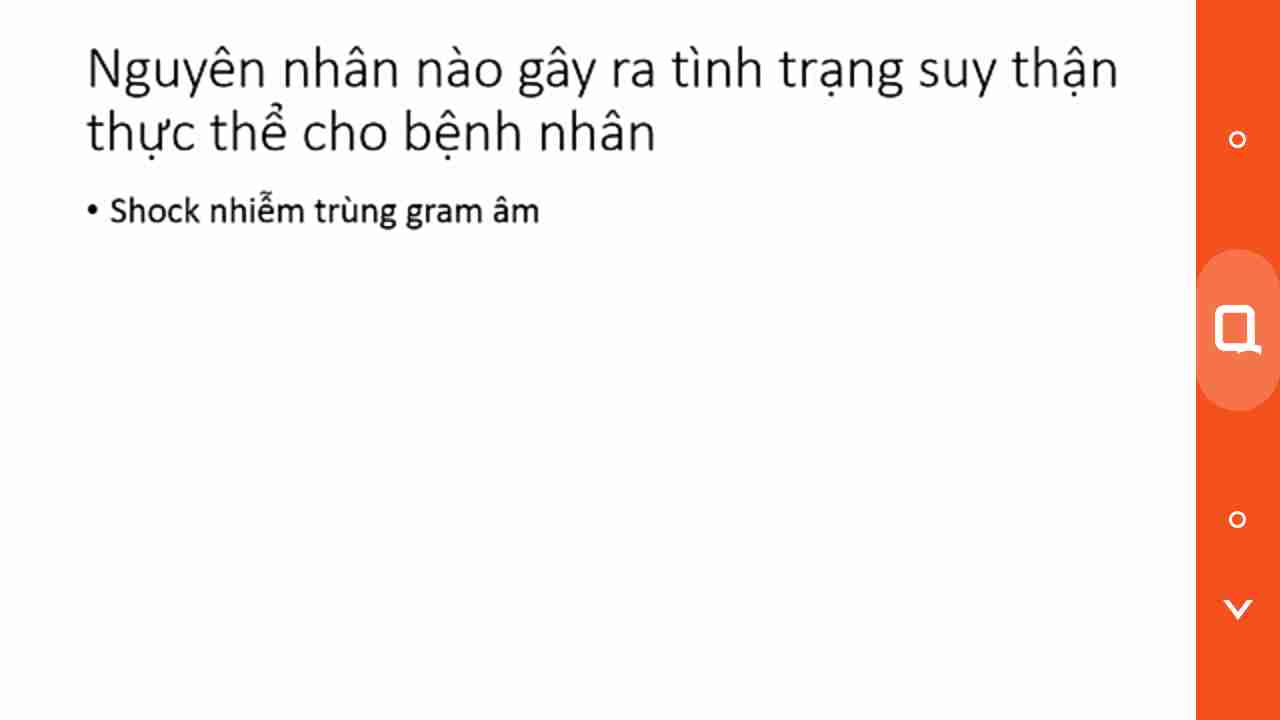 Nguyên nhân nào gây ra tình trạng suy thận
thực thể cho bệnh nhân
• Shock nhiễm trùng gram âm